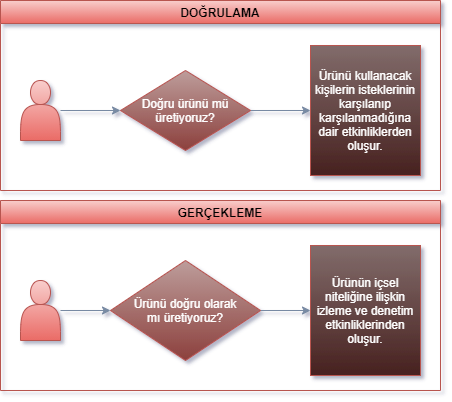 DOĞRULAMA
Doğru ürünü mü
üretiyoruz?
Ürünü kullanacak
kişilerin isteklerinin
karşılanıp
karşılanmadığına
dair etkinliklerden
oluşur.
GERÇEKLEME
Ürünü doğru olarak
mı üretiyoruz?
Ürünün içsel
niteliğine ilişkin
izleme ve denetim
etkinliklerinden
oluşur.